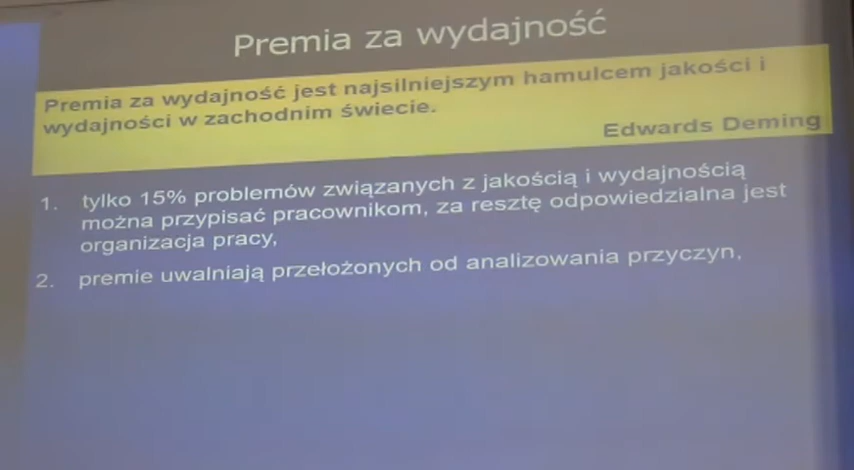 Premia za wydajność
Premia za wydajność jest najsilniejszym hamulcem jakości i
wydajności w zachodnim świecie.
Edwards Deming
1. tylko 15% problemów związanych z jakością i wydajnością
można przypisać pracownikom, za resztę odpowiedzialna jest
organizacja pracy,
2. premie uwalniają przełożonych od analizowania przyczyn,